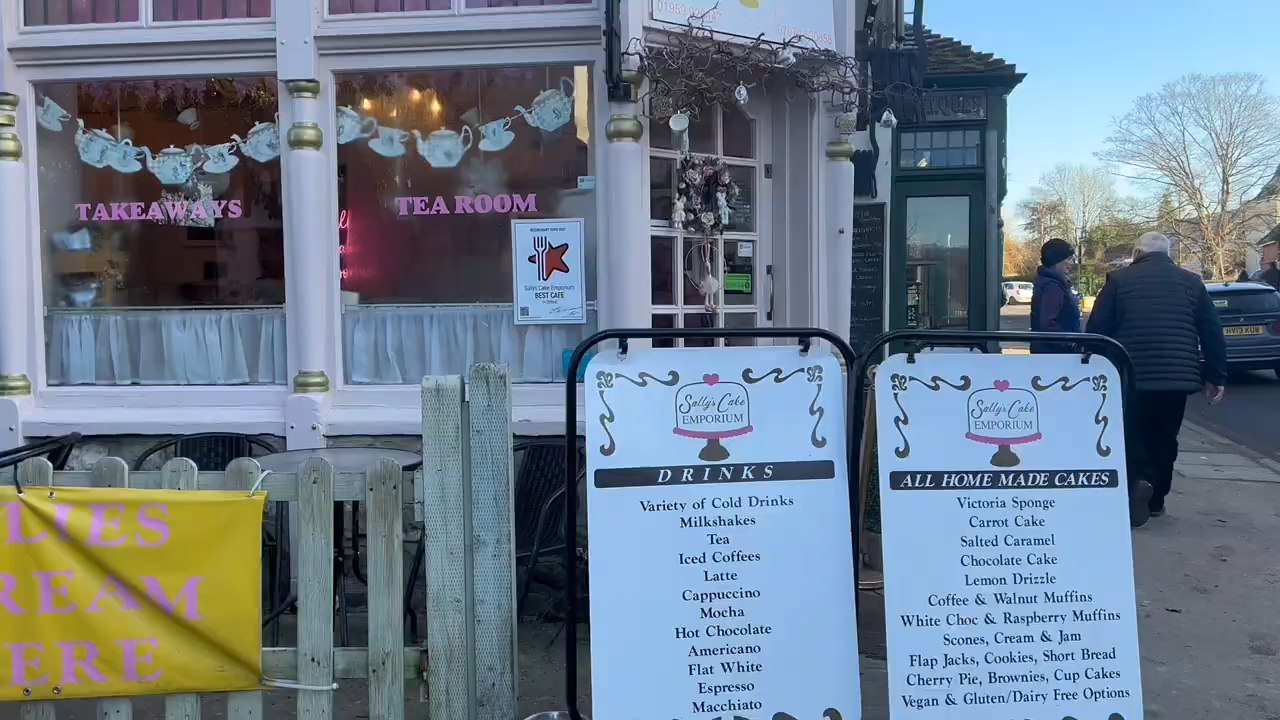 01959
TAKEAWAYS
TEA ROOM
Sally's Cake Emporium
BEST CAFE
LIES
REAM
ERE
Sally's Cake
EMPORIUM
DRINKS
Variety of Cold Drinks
Milkshakes
Tea
Iced Coffees
Latte
Cappuccino
Mocha
Hot Chocolate
Americano
Flat White
Espresso
Macchiato
Sally's Cake
EMPORIUM
ALL HOME MADE CAKES
Victoria Sponge
Carrot Cake
Salted Caramel
Chocolate Cake
Lemon Drizzle
Coffee & Walnut Muffins
White Choc & Raspberry Muffins
Scones, Cream & Jam
Flap Jacks, Cookies, Short Bread
Cherry Pie, Brownies, Cup Cakes
Vegan & Gluten/Dairy Free Options